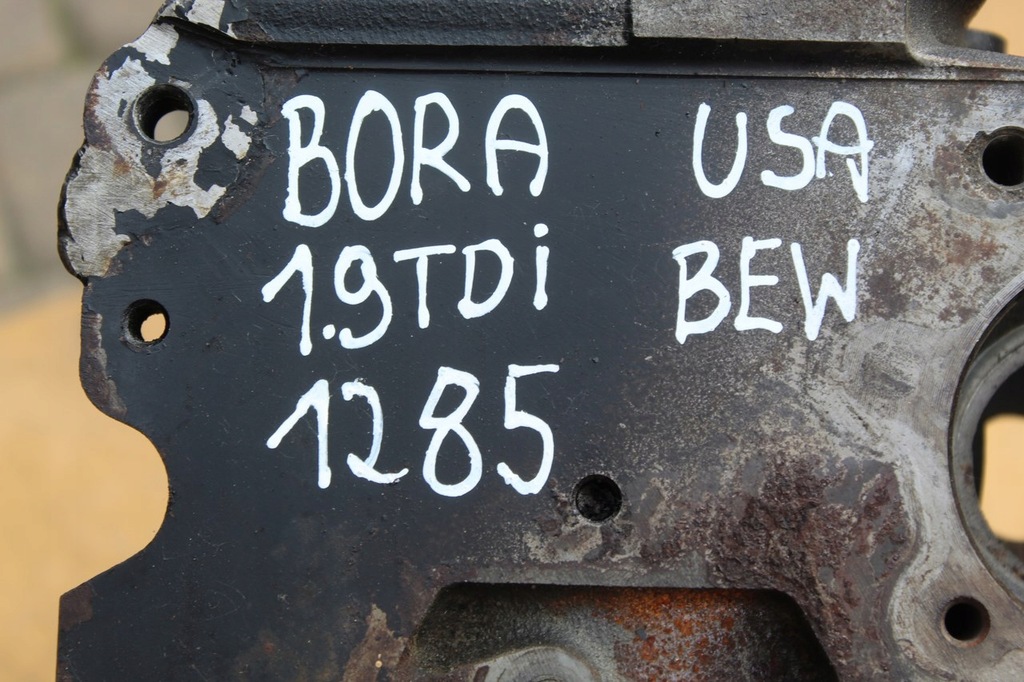 BORA USA
1.9TDi BEW
1285